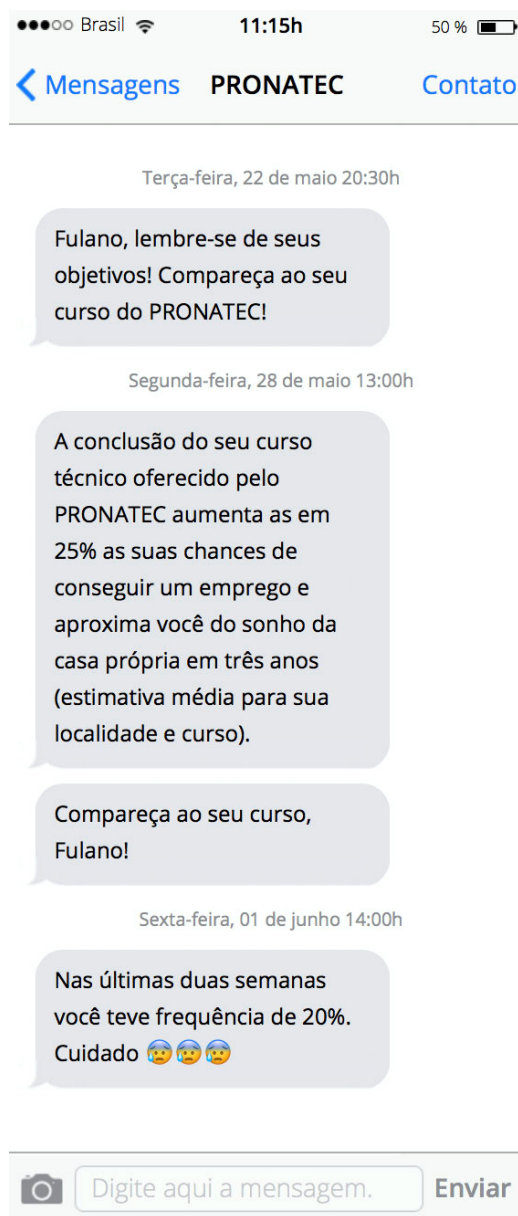 Brasil 11:15h 50 %
Mensagens PRONATEC Contato
Terça-feira, 22 de maio 20:30h
Fulano, lembre-se de seus
objetivos! Compareça ao seu
curso do PRONATEC!
Segunda-feira, 28 de maio 13:00h
A conclusão do seu curso
técnico oferecido pelo
PRONATEC aumenta as em
25% as suas chances de
conseguir um emprego e
aproxima você do sonho da
casa própria em três anos
(estimativa média para sua
localidade e curso).
Compareça ao seu curso,
Fulano!
Sexta-feira, 01 de junho 14:00h
Nas últimas duas semanas
você teve frequência de 20%.
Cuidado 😰😰😰
Digite aqui a mensagem. Enviar